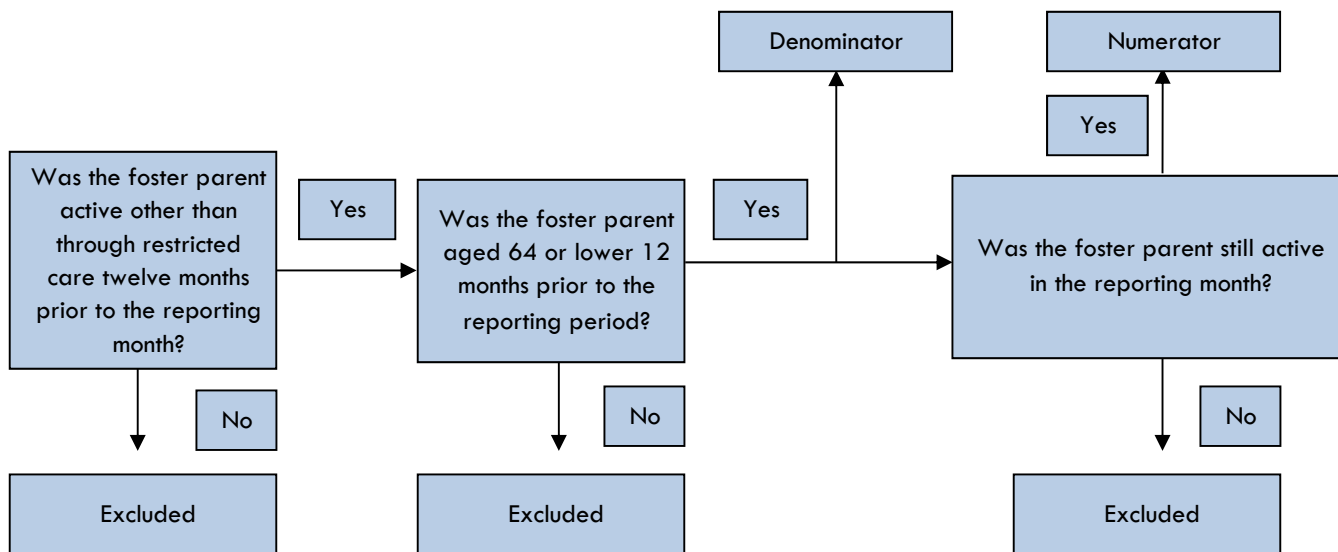 Denominator
Numerator
Yes
Was the foster parent
active other than
through restricted
care twelve months
prior to the reporting
month?
Yes
Was the foster parent
aged 64 or lower 12
months prior to the
reporting period?
Yes
Was the foster parent still active
in the reporting month?
No
No
No
Excluded
Excluded
Excluded